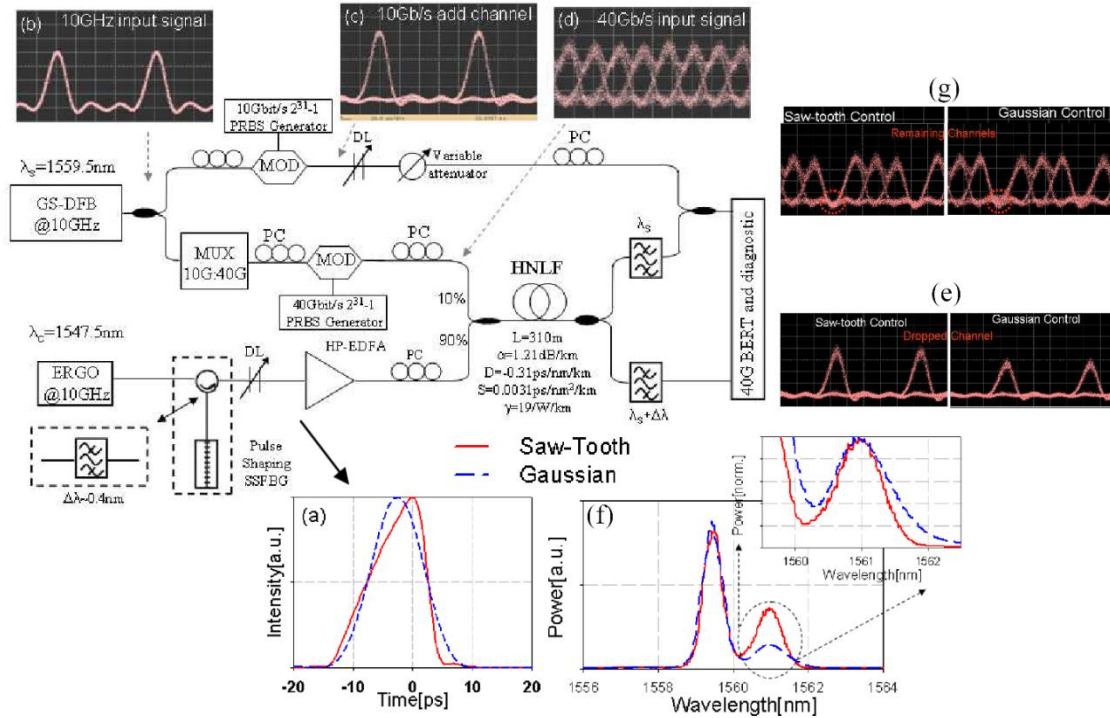 (b)
10GHz input signal
(c)
10Gb/s add channel
(d)
40Gb/s input signal
(g)
Saw-tooth Control
Gaussian Control
Remaining Channels
10Gbit/s 2³¹-1
PRBS Generator
λs=1559.5nm
GS-DFB
@10GHz
MOD
DL
Variable
attenuator
PC
MUX
10G:40G
PC
MOD
PC
40Gbit/s 2³¹-1
PRBS Generator
10%
90%
HNLF
L=310m
α=1.21dB/km
D=-0.31ps/nm/km
S=0.0031ps/nm²/km
γ=19/W/km
λs
λs+Δλ
40G BERT and diagnostic
(e)
Saw-tooth Control
Gaussian Control
Dropped Channel
λc=1547.5nm
ERGO
@10GHz
DL
HP-EDFA
PC
Δλ~0.4nm
Pulse
Shaping
SSFBG
Saw-Tooth
Gaussian
(a)
Intensity[a.u.]
-20
-10
0
10
20
Time[ps]
(f)
Power[a.u.]
1556
1558
1560
1562
1564
Wavelength[nm]
Power[norm.]
1560
1561
1562
Wavelength[nm]